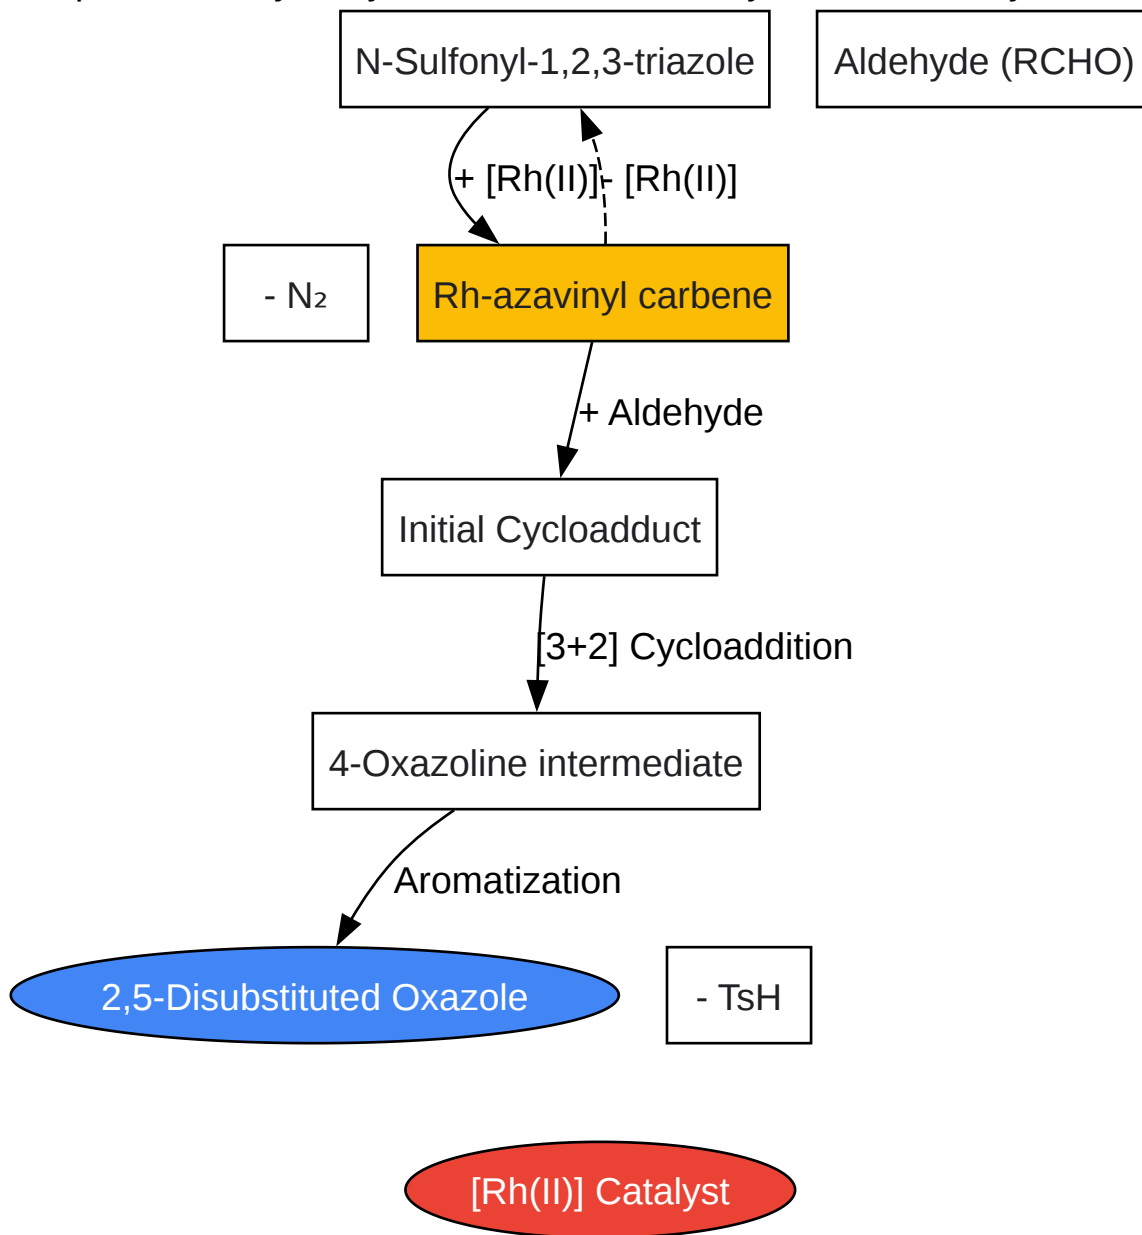 N-Sulfonyl-1,2,3-triazole
Aldehyde (RCHO)
+ [Rh(II)]
- [Rh(II)]
- N₂
Rh-azavinyl carbene
+ Aldehyde
Initial Cycloadduct
[3+2] Cycloaddition
4-Oxazoline intermediate
Aromatization
2,5-Disubstituted Oxazole
- TsH
[Rh(II)] Catalyst